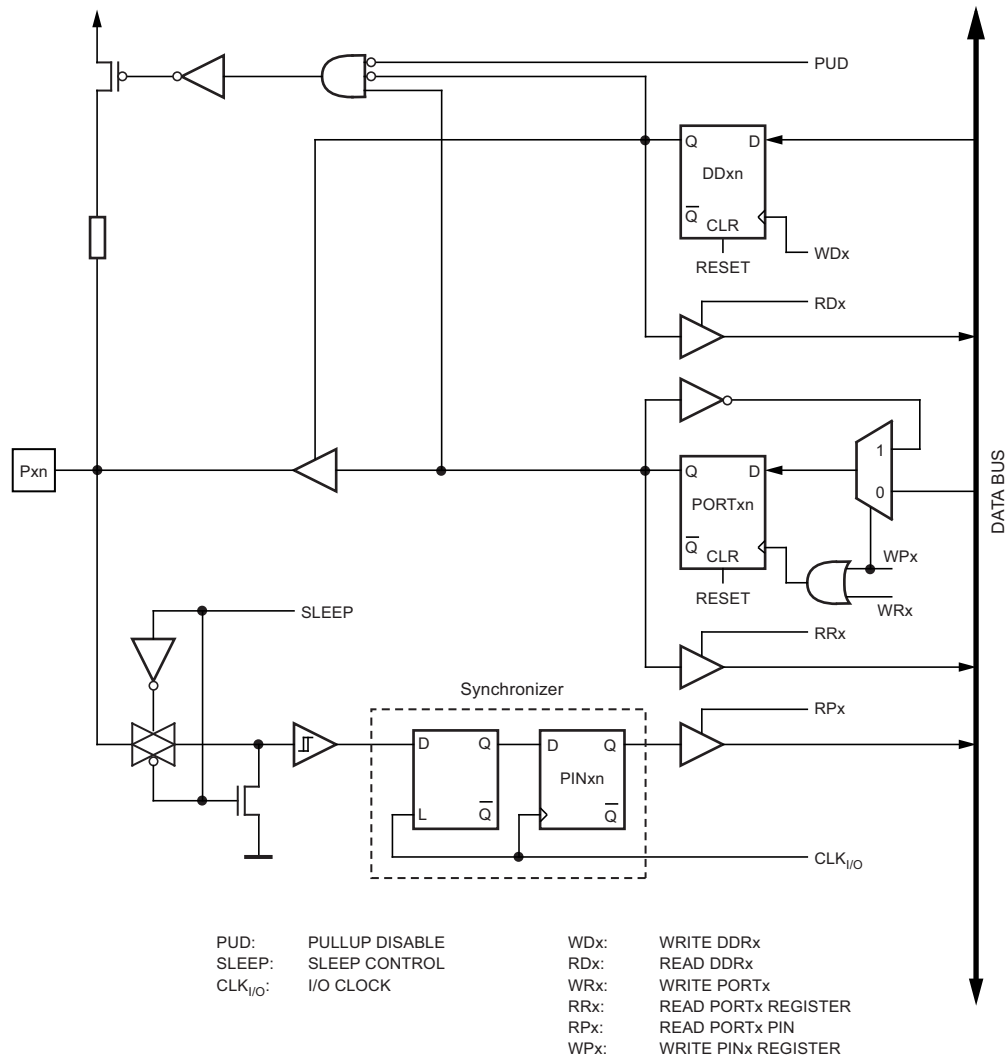 PUD
Q D
DDxn
Q
CLR
RESET
WDx
RDx
Pxn
1
Q D
PORTxn
0
Q
CLR
WPx
RESET
WRx
DATA BUS
SLEEP
RRx
Synchronizer
RPx
D Q D Q
PINxn
L Q Q
CLK I/O
PUD: PULLUP DISABLE
SLEEP: SLEEP CONTROL
CLK I/O: I/O CLOCK
WDx: WRITE DDRx
RDx: READ DDRx
WRx: WRITE PORTx
RRx: READ PORTx REGISTER
RPx: READ PORTx PIN
WPx: WRITE PINx REGISTER